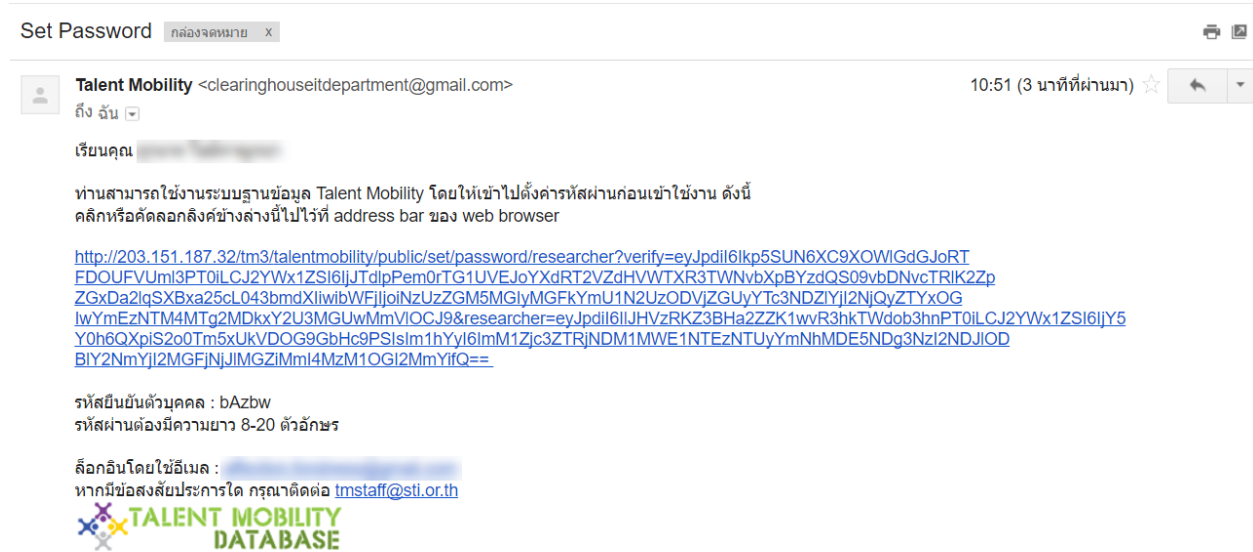 Set Password กล่องจดหมาย x
Talent Mobility <clearinghouseitdepartment@gmail.com> 10:51 (3 นาทีที่ผ่านมา)
ถึง ฉัน
เรียนคุณ
ท่านสามารถใช้งานระบบฐานข้อมูล Talent Mobility โดยให้เข้าไปตั้งค่ารหัสผ่านก่อนเข้าใช้งาน ดังนี้
คลิกหรือคัดลอกลิงค์ข้างล่างนี้ไปไว้ที่ address bar ของ web browser
http://203.151.187.32/tm3/talentmobility/public/set/password/researcher?verify=eyJpdiI6Ikp5SUN6XC9XOWlGdGJoRT
FDOUFVUmI3PT0iLCJ2YWx1ZSI6IjJTdlpPem0rTG1UVEJoYXdRT2VZdHVWTXR3TWNvbXpBYzdQS09vbDNvcTRIK2Zp
ZGxDa2lqSXBxa25cL043bmdXIiwibWFjIjoiNzUzZGM5MGIyMGFkYmU1N2UzODVjZGUyYTc3NDZlYjI2NjQyZTYxOG
IwYmEzNTM4MTg2MDkxY2U3MGUwMmVlOCJ9&researcher=eyJpdiI6IlJHVzRKZ3BHa2ZZK1wvR3hkTWdob3hnPT0iLCJ2YWx1ZSI6IjY5
Y0h6QXpiS2o0Tm5xUkVDOG9GbHc9PSIsIm1hYyI6ImM1Zjc3ZTRjNDM1MWE1NTEzNTUyYmNhMDE5NDg3NzI2NDJlOD
BlY2NmYjI2MGFjNjJlMGZiMmI4MzM1OGI2MmYifQ==
รหัสยืนยันตัวบุคคล : bAzbw
รหัสผ่านต้องมีความยาว 8-20 ตัวอักษร
ล็อกอินโดยใช้อีเมล :
หากมีข้อสงสัยประการใด กรุณาติดต่อ tmstaff@sti.or.th
TALENT MOBILITY
DATABASE